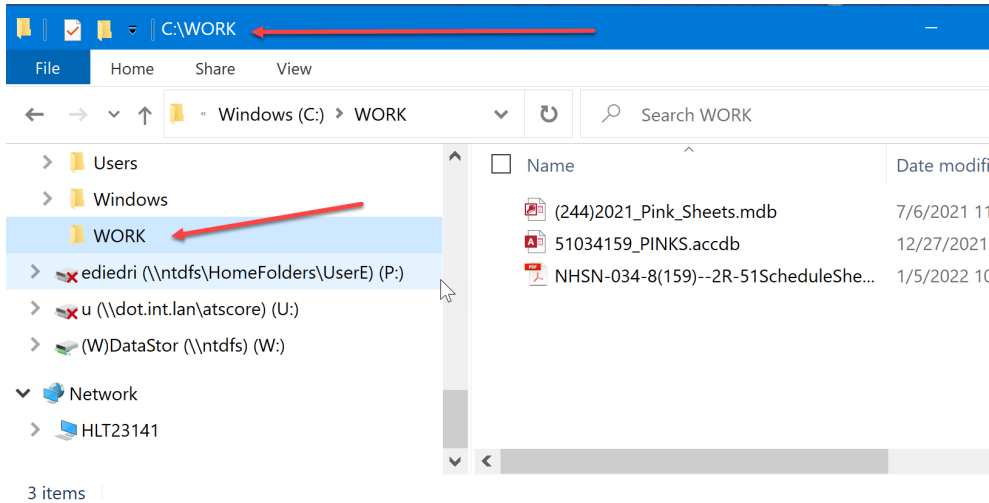 C:\WORK
File Home Share View
« Windows (C:) > WORK
Search WORK
Users
Windows
WORK
ediedri (\\ntdfs\HomeFolders\UserE) (P:)
u (\\dot.int.lan\atscore) (U:)
(W)DataStor (\\ntdfs) (W:)
Network
HLT23141
Name Date modifi
(244)2021_Pink_Sheets.mdb 7/6/2021 11
51034159_PINKS.accdb 12/27/2021
NHSN-034-8(159)--2R-51ScheduleShe... 1/5/2022 10
3 items